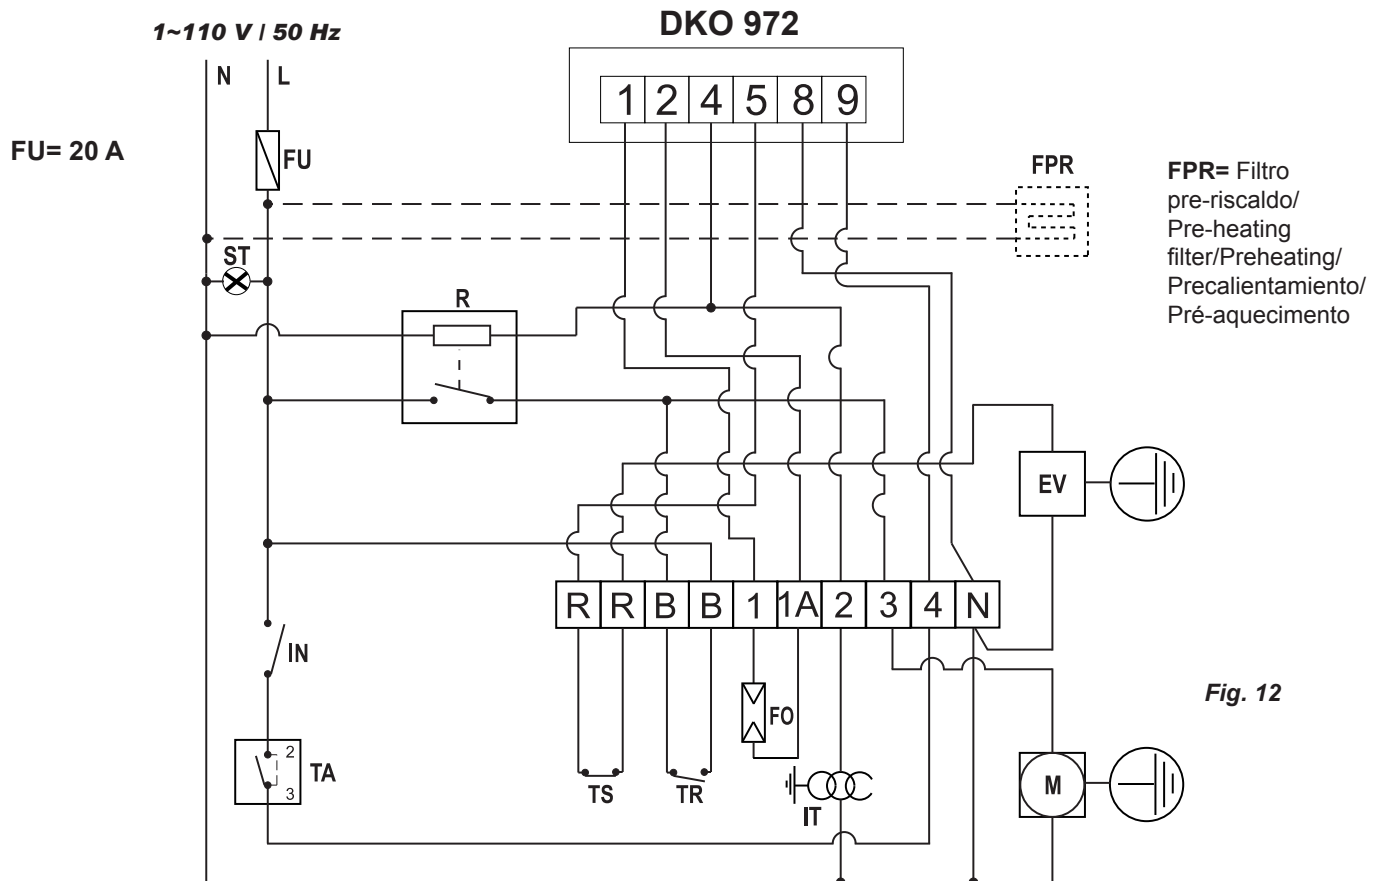 1~110 V / 50 Hz
DKO 972
N L
1 2 4 5 8 9
FU= 20 A
FU
FPR
FPR= Filtro
pre-riscaldo/
Pre-heating
filter/Preheating/
Precalientamiento/
Pré-aquecimento
ST
R
EV
R R B B 1 1A 2 3 4 N
IN
Fig. 12
FO
2
TA
3
TS
TR
IT
M